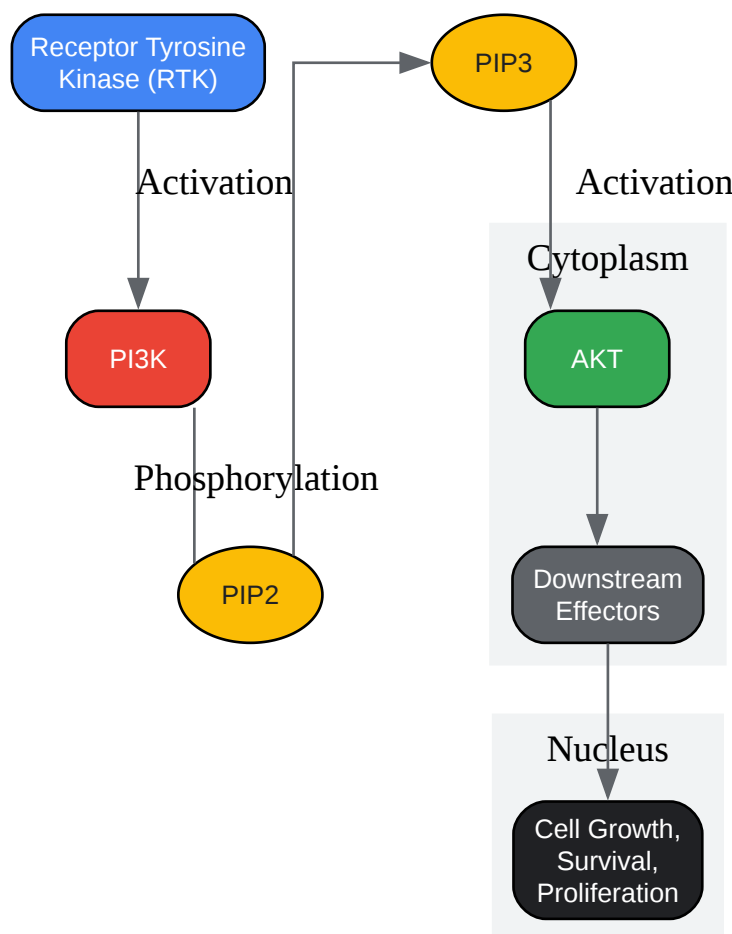 Receptor Tyrosine
Kinase (RTK)
PIP3
Activation
Activation
Cytoplasm
PI3K
AKT
Phosphorylation
PIP2
Downstream
Effectors
Nucleus
Cell Growth,
Survival,
Proliferation